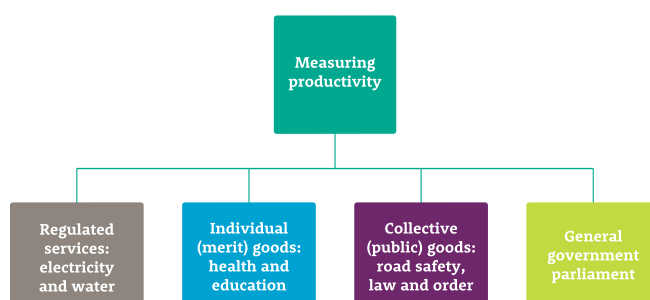 Measuring
productivity
Regulated
services:
electricity
and water
Individual
(merit) goods:
health and
education
Collective
(public) goods:
road safety,
law and order
General
government
parliament